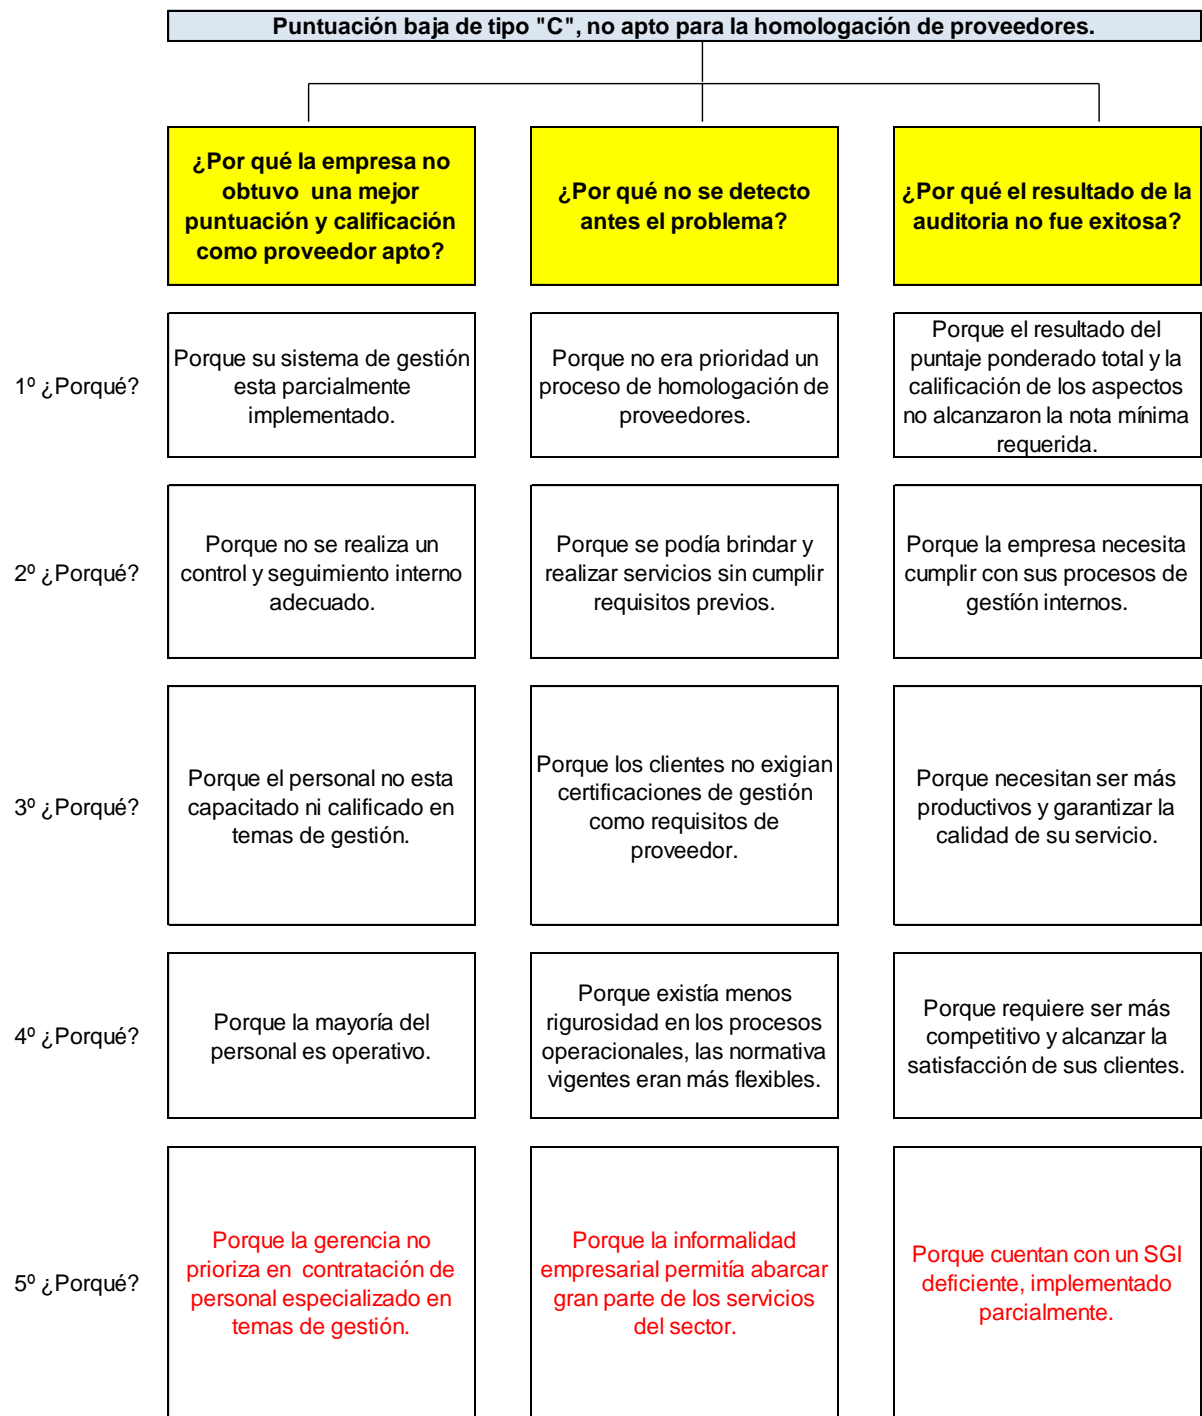 Puntuación baja de tipo "C", no apto para la homologación de proveedores.
¿Por qué la empresa no
obtuvo una mejor
puntuación y calificación
como proveedor apto?
¿Por qué no se detecto
antes el problema?
¿Por qué el resultado de la
auditoria no fue exitosa?
1º ¿Porqué?
Porque su sistema de gestión
esta parcialmente
implementado.
Porque no era prioridad un
proceso de homologación de
proveedores.
Porque el resultado del
puntaje ponderado total y la
calificación de los aspectos
no alcanzaron la nota mínima
requerida.
2º ¿Porqué?
Porque no se realiza un
control y seguimiento interno
adecuado.
Porque se podía brindar y
realizar servicios sin cumplir
requisitos previos.
Porque la empresa necesita
cumplir con sus procesos de
gestíón internos.
3º ¿Porqué?
Porque el personal no esta
capacitado ni calificado en
temas de gestión.
Porque los clientes no exigian
certificaciones de gestión
como requisitos de
proveedor.
Porque necesitan ser más
productivos y garantizar la
calidad de su servicio.
4º ¿Porqué?
Porque la mayoría del
personal es operativo.
Porque existía menos
rigurosidad en los procesos
operacionales, las normativa
vigentes eran más flexibles.
Porque requiere ser más
competitivo y alcanzar la
satisfacción de sus clientes.
5º ¿Porqué?
Porque la gerencia no
prioriza en contratación de
personal especializado en
temas de gestión.
Porque la informalidad
empresarial permitía abarcar
gran parte de los servicios
del sector.
Porque cuentan con un SGI
deficiente, implementado
parcialmente.